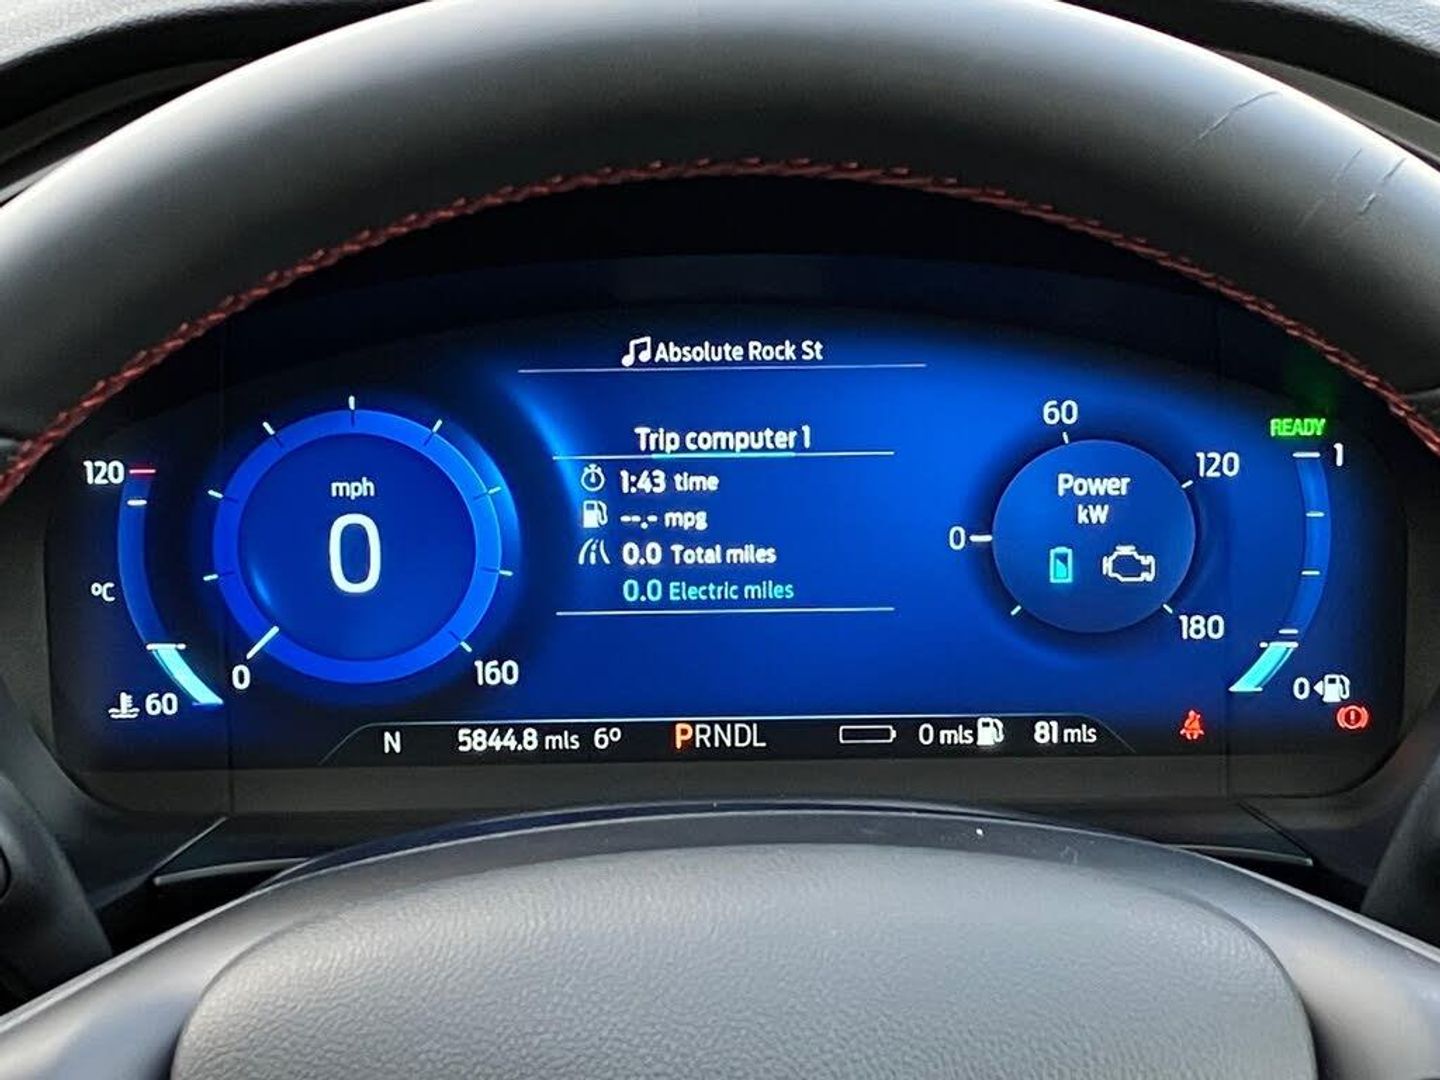 Absolute Rock St
Trip computer 1
1:43 time
--.- mpg
0.0 Total miles
0.0 Electric miles
120
°C
60
mph
0
0
160
60
120
0
Power
kW
180
READY
1
0
N 5844.8 mls 6° PRNDL 0 mls 81 mls